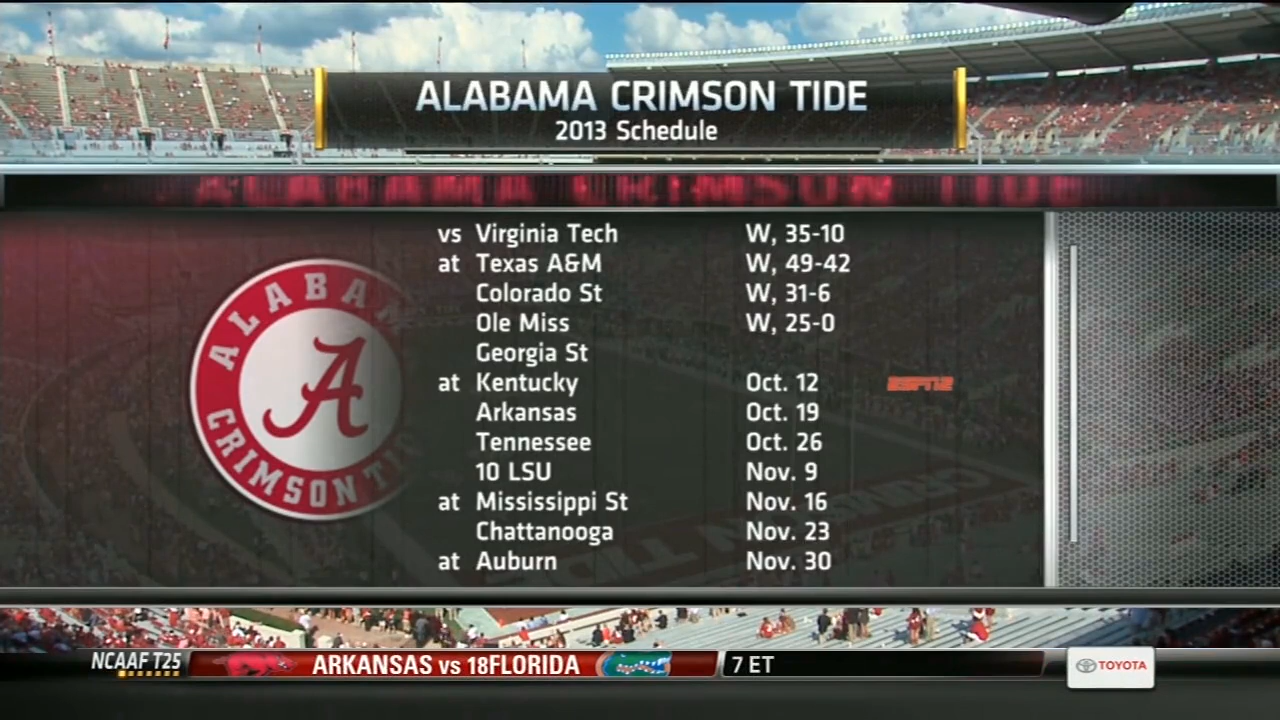 ALABAMA CRIMSON TIDE
2013 Schedule
ALABAMA CRIMSON TIDE
ALABAMA
A
CRIMSON TIDE
vs Virginia Tech W, 35-10
at Texas A&M W, 49-42
Colorado St W, 31-6
Ole Miss W, 25-0
Georgia St
at Kentucky Oct. 12 ESPN2
Arkansas Oct. 19
Tennessee Oct. 26
10 LSU Nov. 9
at Mississippi St Nov. 16
Chattanooga Nov. 23
at Auburn Nov. 30
NCAAF T25 ARKANSAS vs 18FLORIDA 7 ET TOYOTA